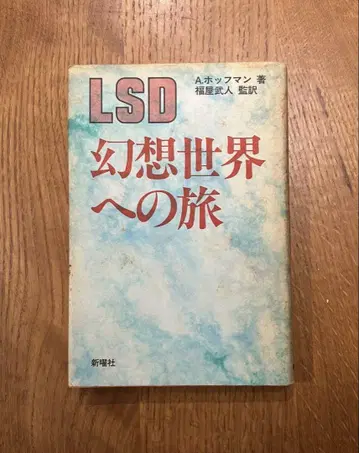 LSD
A.ホッフマン 著
福屋武人 監訳
幻想世界
への旅
新曜社